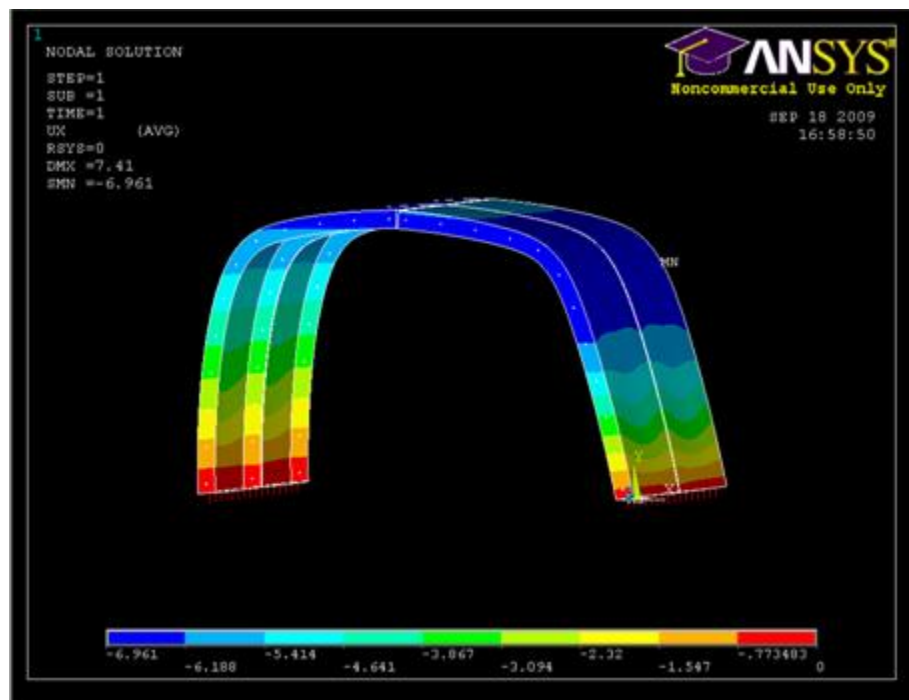 1
NODAL SOLUTION
STEP=1
SUB =1
TIME=1
UX (AVG)
RSYS=0
DMX =7.41
SMN =-6.961
ANSYS
Noncommercial Use Only
SEP 18 2009
16:58:50
MN
Y
X
-6.961
-6.188
-5.414
-4.641
-3.867
-3.094
-2.32
-1.547
-.773483
0